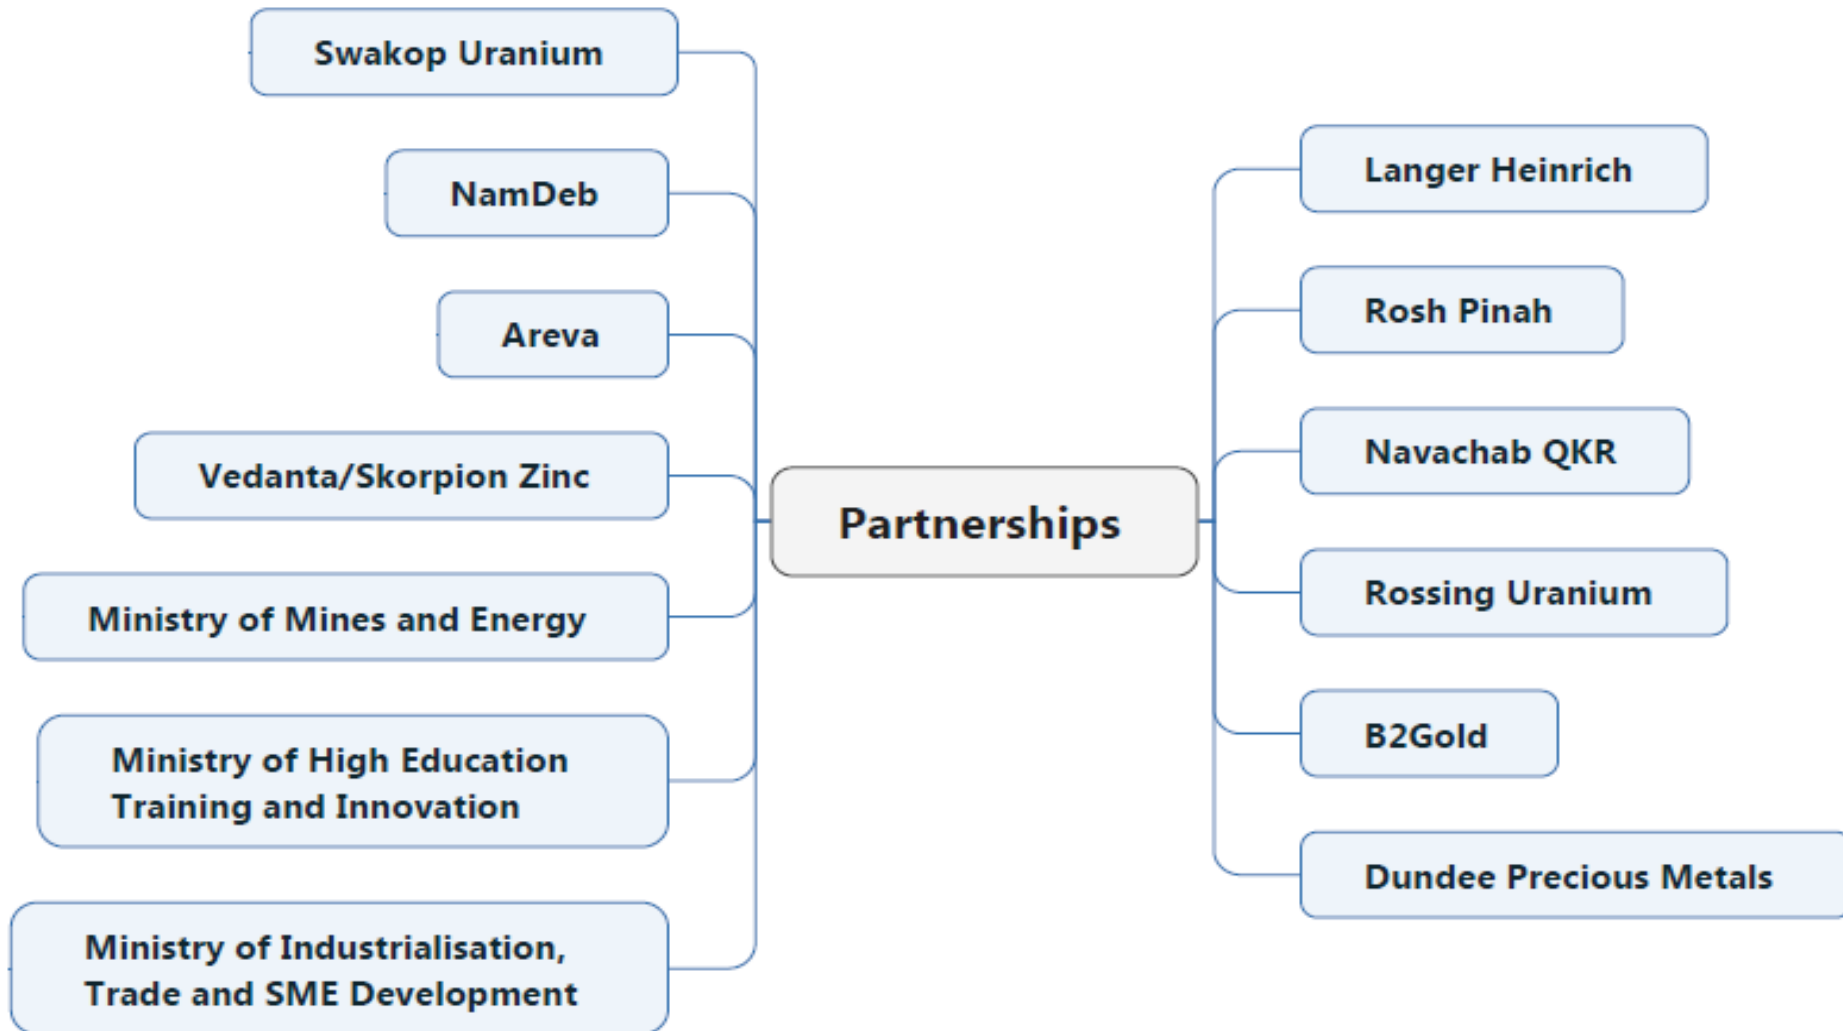 Swakop Uranium
NamDeb
Areva
Vedanta/Skorpion Zinc
Ministry of Mines and Energy
Ministry of High Education
Training and Innovation
Ministry of Industrialisation,
Trade and SME Development
Partnerships
Langer Heinrich
Rosh Pinah
Navachab QKR
Rossing Uranium
B2Gold
Dundee Precious Metals